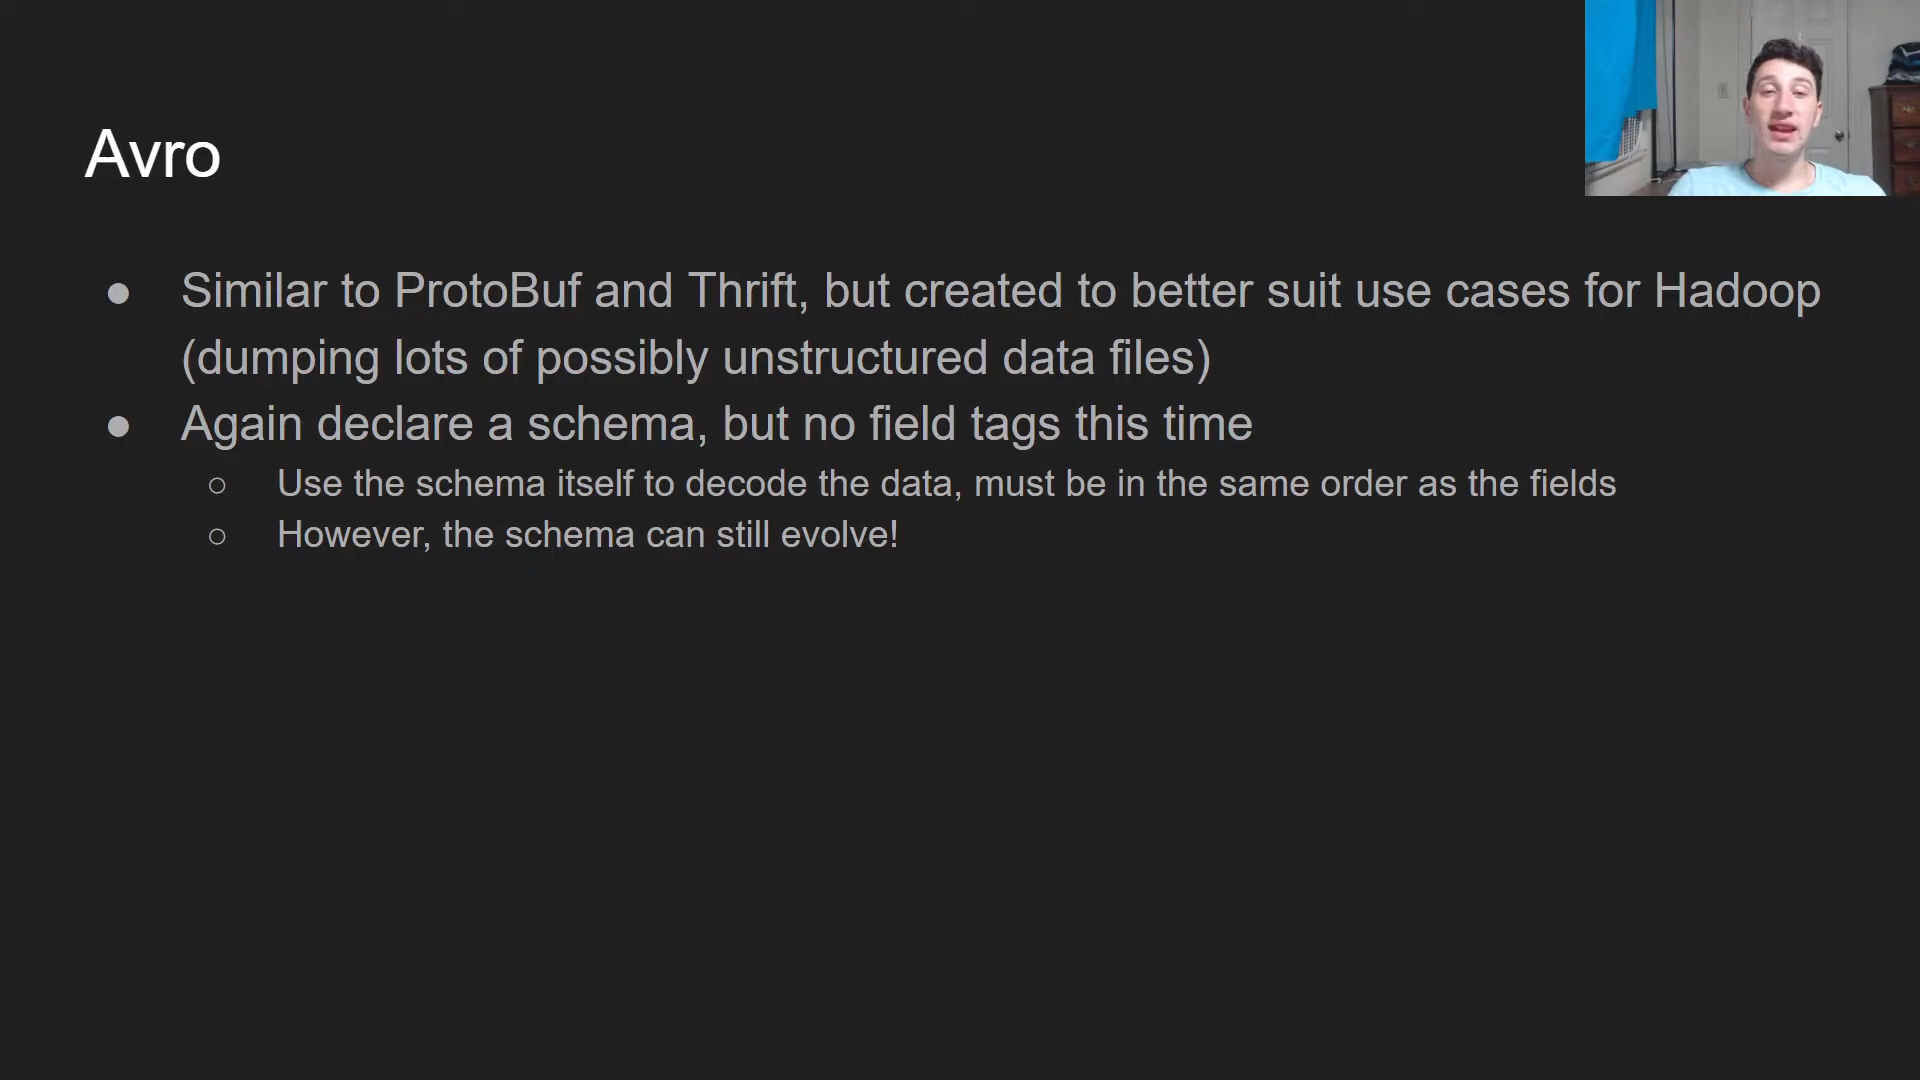 Avro
● Similar to ProtoBuf and Thrift, but created to better suit use cases for Hadoop
(dumping lots of possibly unstructured data files)
● Again declare a schema, but no field tags this time
○ Use the schema itself to decode the data, must be in the same order as the fields
○ However, the schema can still evolve!